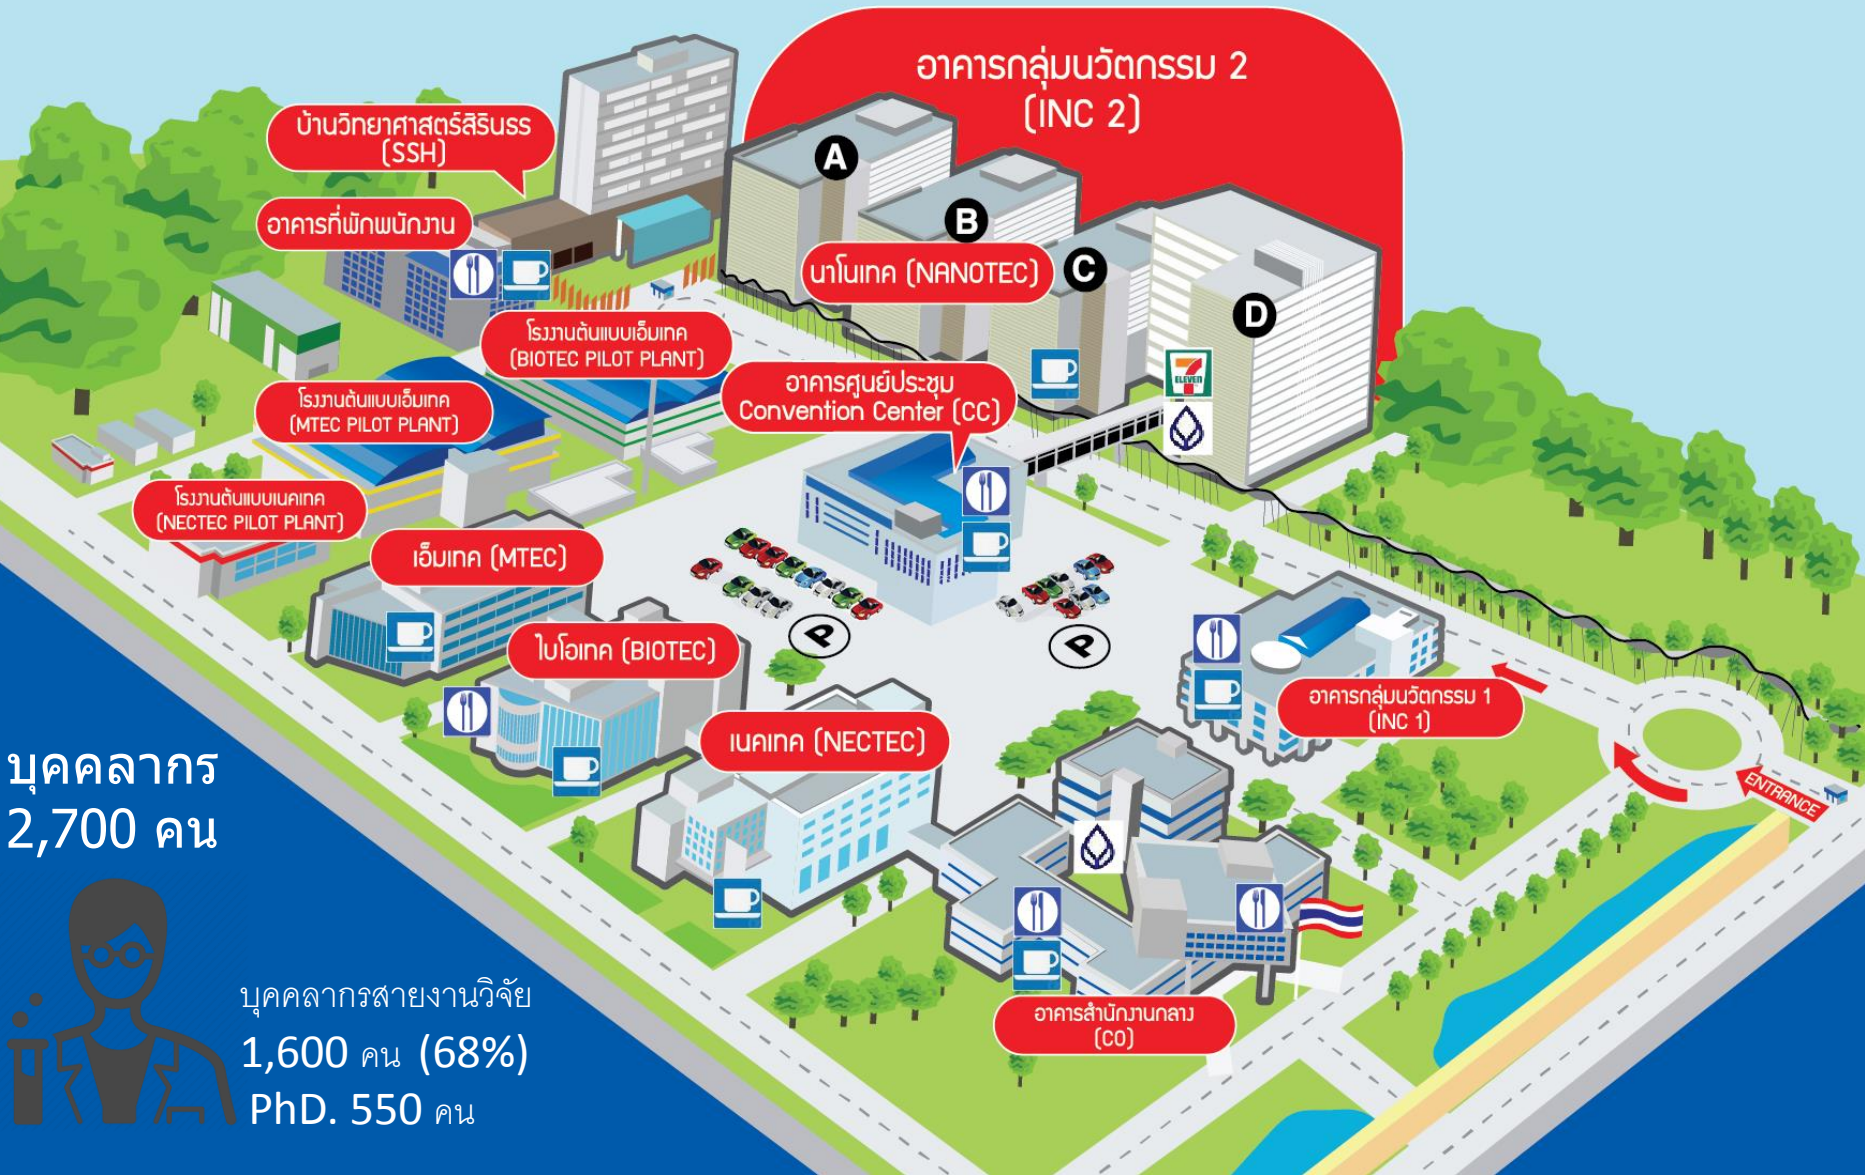 อาคารกลุ่มนวัตกรรม 2
(INC 2)
บ้านวิทยาศาสตร์สิรินธร
(SSH)
A
อาคารที่พักพนักงาน
B
นาโนเทค (NANOTEC)
C
D
โรงงานต้นแบบเอ็มเทค
(BIOTEC PILOT PLANT)
7
ELEVEN
อาคารศูนย์ประชุม
Convention Center (CC)
โรงงานต้นแบบเอ็มเทค
(MTEC PILOT PLANT)
โรงงานต้นแบบเนคเทค
(NECTEC PILOT PLANT)
เอ็มเทค (MTEC)
P
P
ไบโอเทค (BIOTEC)
อาคารกลุ่มนวัตกรรม 1
(INC 1)
เนคเทค (NECTEC)
ENTRANCE
บุคคลากร
2,700 คน
อาคารสำนักงานกลาง
(CO)
บุคคลากรสายงานวิจัย
1,600 คน (68%)
PhD. 550 คน